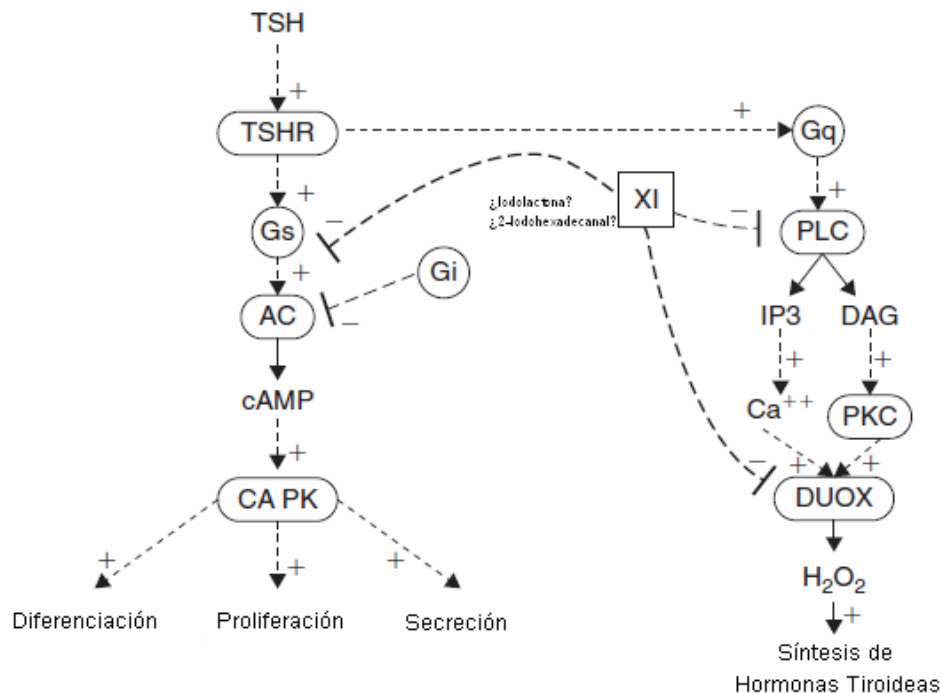 TSH
+
TSHR
+
Gq
+
+
¿Iodolactona?
¿2-Iodohexadecanal?
XI
−
Gs
−
PLC
+
Gi
AC
−
IP3
DAG
+
+
cAMP
Ca++
PKC
+
−
+
+
CA PK
DUOX
+
+
+
H2O2
Diferenciación
Proliferación
Secreción
+
Síntesis de
Hormonas Tiroideas